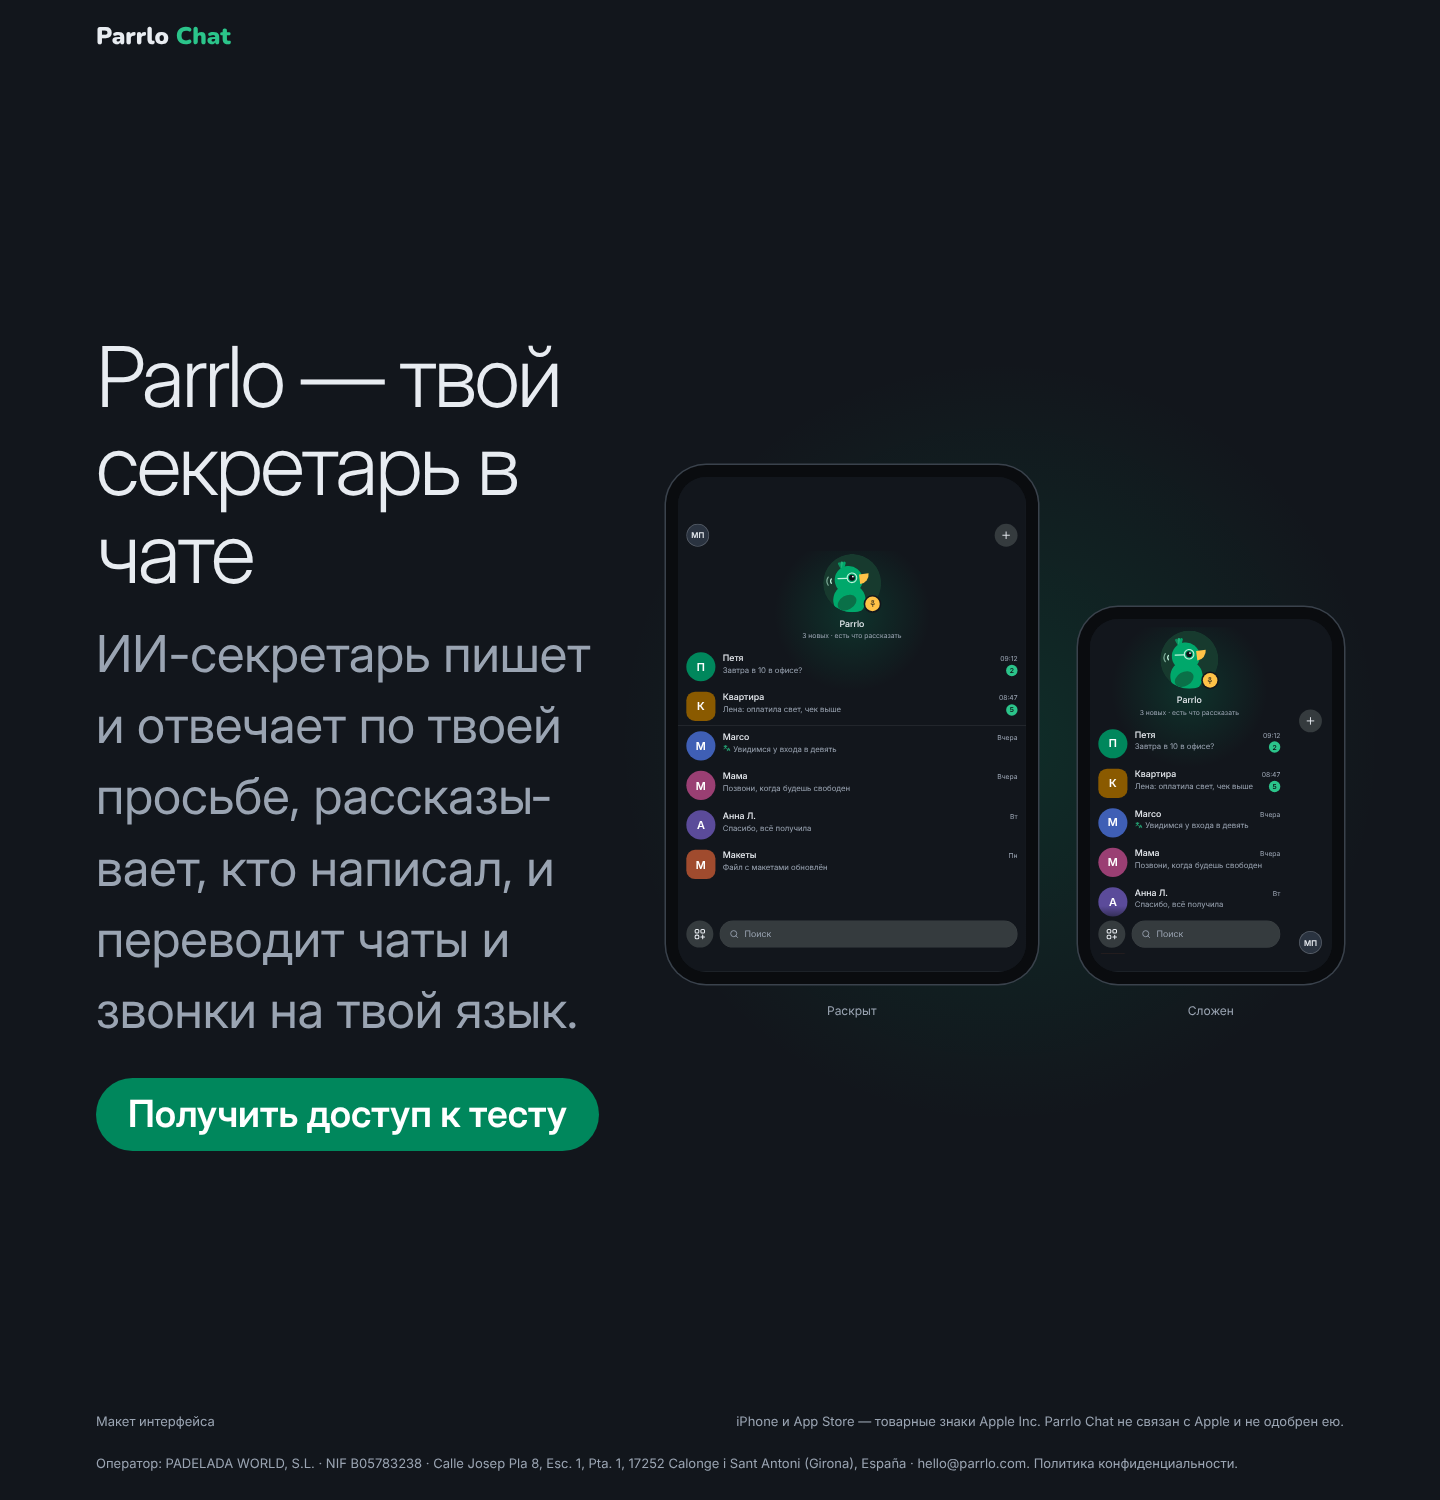 Parrlo Chat
Parrlo — твой
секретарь в
чате
ИИ-секретарь пишет
и отвечает по твоей
просьбе, рассказы-
вает, кто написал, и
переводит чаты и
звонки на твой язык.
Получить доступ к тесту
МП
Parrlo
3 новых · есть что рассказать
П
Петя
09:12
Завтра в 10 в офисе?
2
К
Квартира
08:47
Лена: оплатила свет, чек выше
5
M
Marco
Вчера
Увидимся у входа в девять
М
Мама
Вчера
Позвони, когда будешь свободен
А
Анна Л.
Вт
Спасибо, всё получила
М
Макеты
Пн
Файл с макетами обновлён
Поиск
Раскрыт
Parrlo
3 новых · есть что рассказать
П
Петя
09:12
Завтра в 10 в офисе?
2
К
Квартира
08:47
Лена: оплатила свет, чек выше
5
M
Marco
Вчера
Увидимся у входа в девять
М
Мама
Вчера
Позвони, когда будешь свободен
А
Анна Л.
Вт
Спасибо, всё получила
Поиск
МП
Сложен
Макет интерфейса
iPhone и App Store — товарные знаки Apple Inc. Parrlo Chat не связан с Apple и не одобрен ею.
Оператор: PADELADA WORLD, S.L. · NIF B05783238 · Calle Josep Pla 8, Esc. 1, Pta. 1, 17252 Calonge i Sant Antoni (Girona), España · hello@parrlo.com. Политика конфиденциальности.